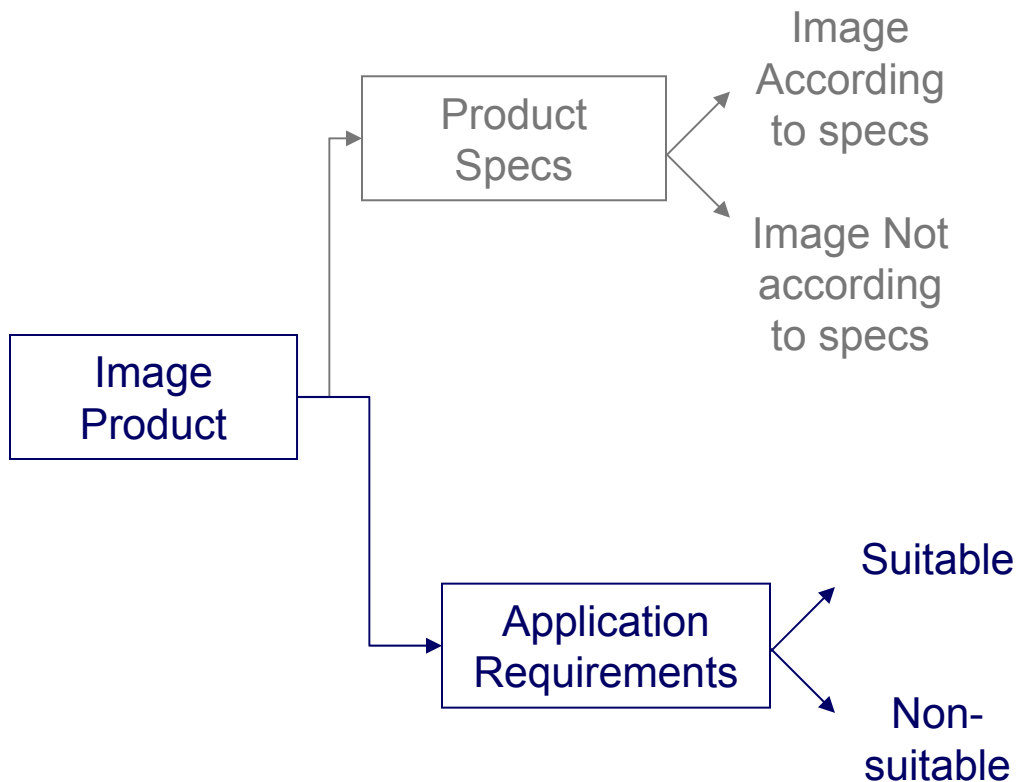 Image
According
to specs
Product
Specs
Image Not
according
to specs
Image
Product
Suitable
Application
Requirements
Non-
suitable